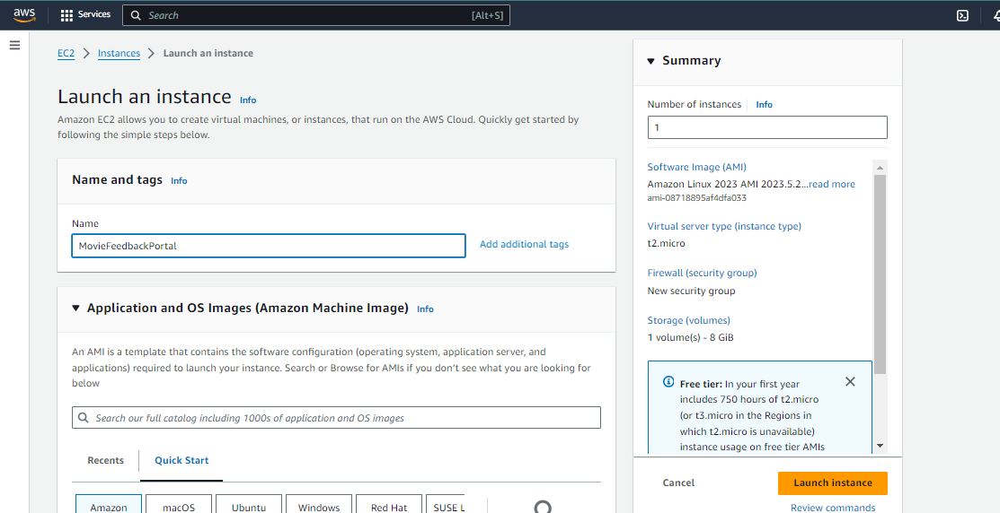 aws
Services
Search
[Alt+S]
EC2 > Instances > Launch an instance
Launch an instance Info
Amazon EC2 allows you to create virtual machines, or instances, that run on the AWS Cloud. Quickly get started by
following the simple steps below.
Name and tags Info
Name
MovieFeedbackPortal
Add additional tags
Application and OS Images (Amazon Machine Image) Info
An AMI is a template that contains the software configuration (operating system, application server, and
applications) required to launch your instance. Search or Browse for AMIs if you don't see what you are looking for
below
Search our full catalog including 1000s of application and OS images
Recents
Quick Start
Amazon
macOS
Ubuntu
Windows
Red Hat
SUSE L
Summary
Number of instances Info
1
Software Image (AMI)
Amazon Linux 2023 AMI 2023.5.2...read more
ami-08718895af4dfa033
Virtual server type (instance type)
t2.micro
Firewall (security group)
New security group
Storage (volumes)
1 volume(s) - 8 GiB
Free tier: In your first year
includes 750 hours of t2.micro
(or t3.micro in the Regions in
which t2.micro is unavailable)
instance usage on free tier AMIs
Cancel
Launch instance
Review commands